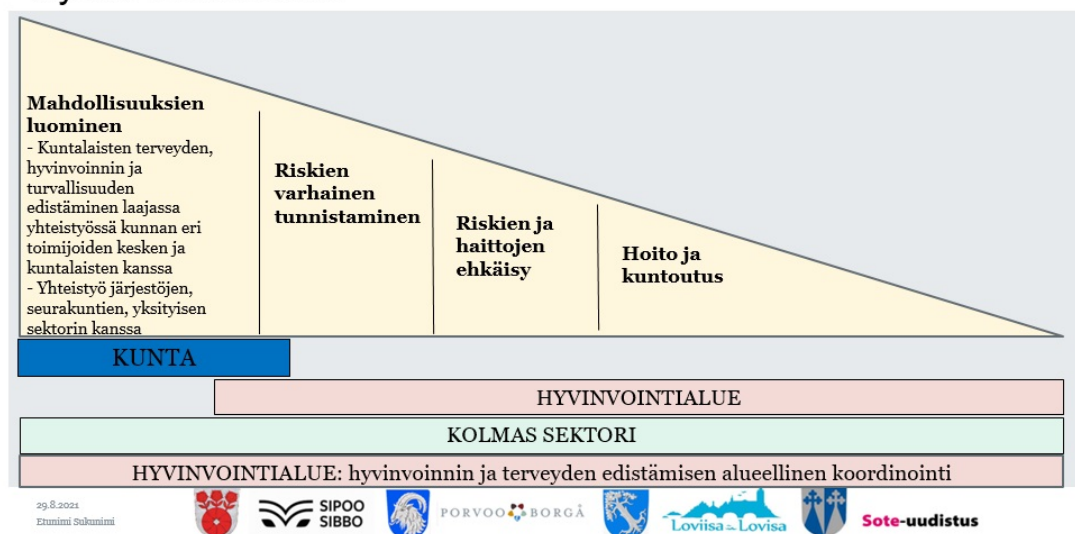 Mahdollisuuksien
luominen
- Kuntalaisten terveyden,
hyvinvoinnin ja
turvallisuuden
edistäminen laajassa
yhteistyössä kunnan eri
toimijoiden kesken ja
kuntalaisten kanssa
- Yhteistyö järjestöjen,
seurakuntien, yksityisen
sektorin kanssa
Riskien
varhainen
tunnistaminen
Riskien ja
haittojen
ehkäisy
Hoito ja
kuntoutus
KUNTA
HYVINVOINTIALUE
KOLMAS SEKTORI
HYVINVOINTIALUE: hyvinvoinnin ja terveyden edistämisen alueellinen koordinointi
29.8.2021
Etunimi Sukunimi
SIPOO
SIBBO
PORVOO BORGÅ
Loviisa Lovisa
Sote-uudistus